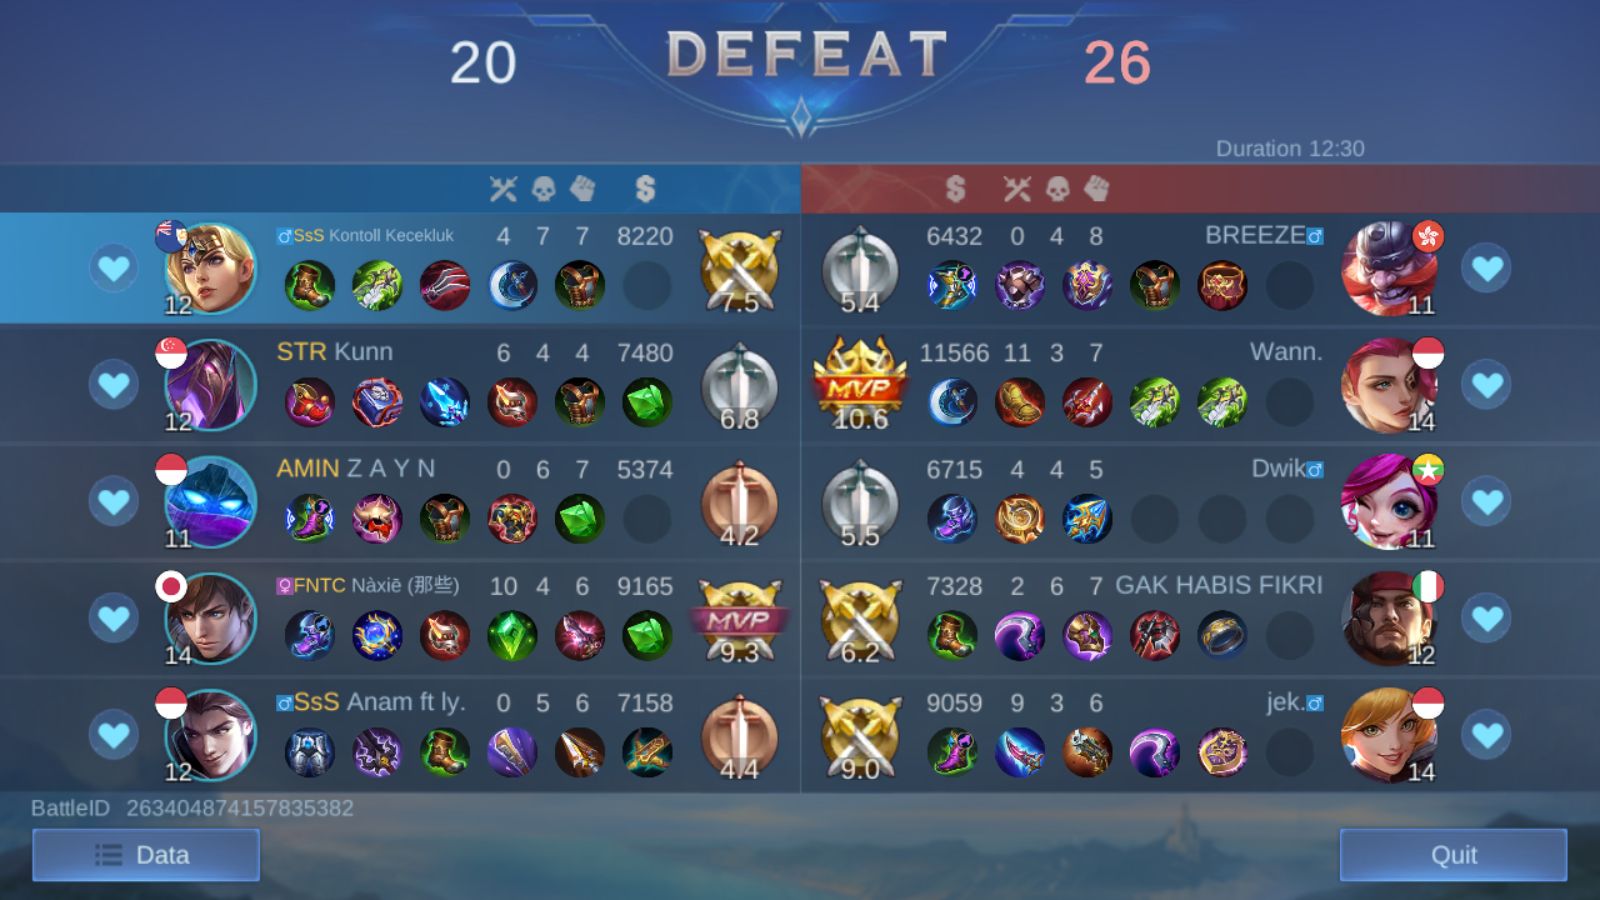 20 DEFEAT 26
Duration 12:30
SsS Kontoll Kecekluk 4 7 7 8220
12 7.5
6432 0 4 8 BREEZE
5.4 11
STR Kunn 6 4 4 7480
12 6.8
11566 11 3 7 Wann.
MVP
10.6 14
AMIN Z A Y N 0 6 7 5374
11 4.2
6715 4 4 5 Dwik
5.5 11
FNTC Nàxiē (那些) 10 4 6 9165
MVP
14 9.3
7328 2 6 7 GAK HABIS FIKRI
6.2 12
SsS Anam ft ly. 0 5 6 7158
12 4.4
9059 9 3 6 jek.
9.0 14
BattleID 263404874157835382
Data
Quit